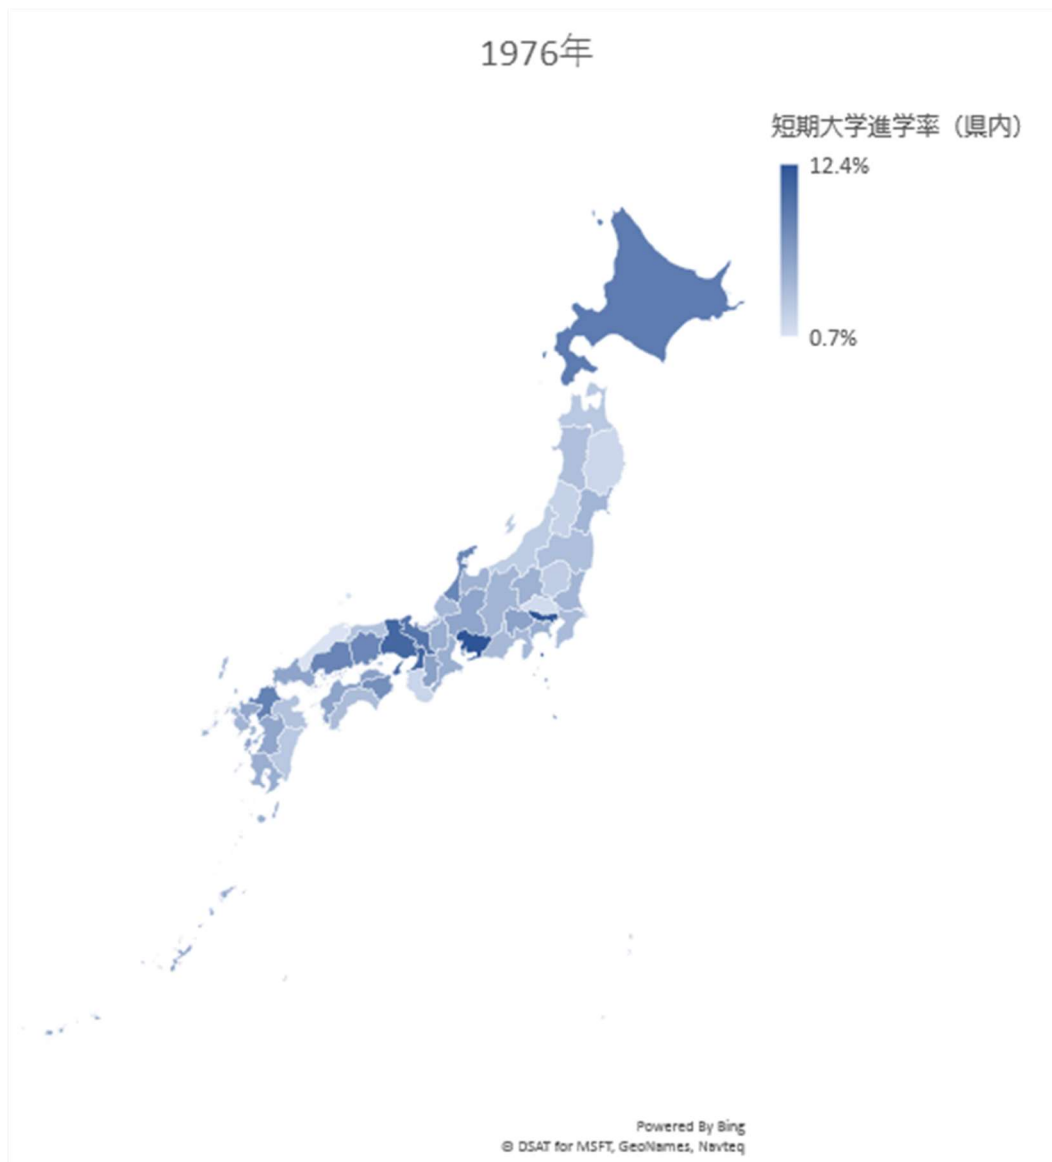 1976年
短期大学進学率（県内）
12.4%
0.7%
Powered By Bing
© DSAT for MSFT, GeoNames, Navteq